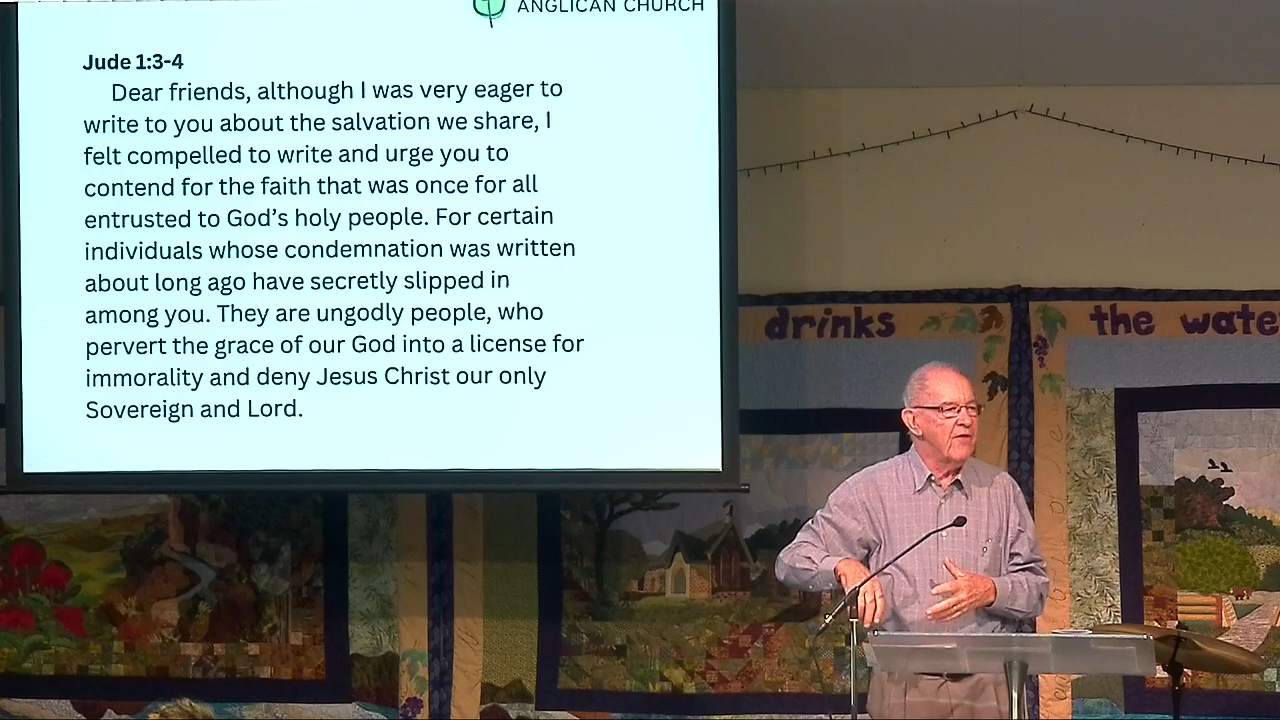 ANGLICAN CHURCH
Jude 1:3-4
Dear friends, although I was very eager to
write to you about the salvation we share, I
felt compelled to write and urge you to
contend for the faith that was once for all
entrusted to God's holy people. For certain
individuals whose condemnation was written
about long ago have secretly slipped in
among you. They are ungodly people, who
pervert the grace of our God into a license for
immorality and deny Jesus Christ our only
Sovereign and Lord.
drinks
the wate